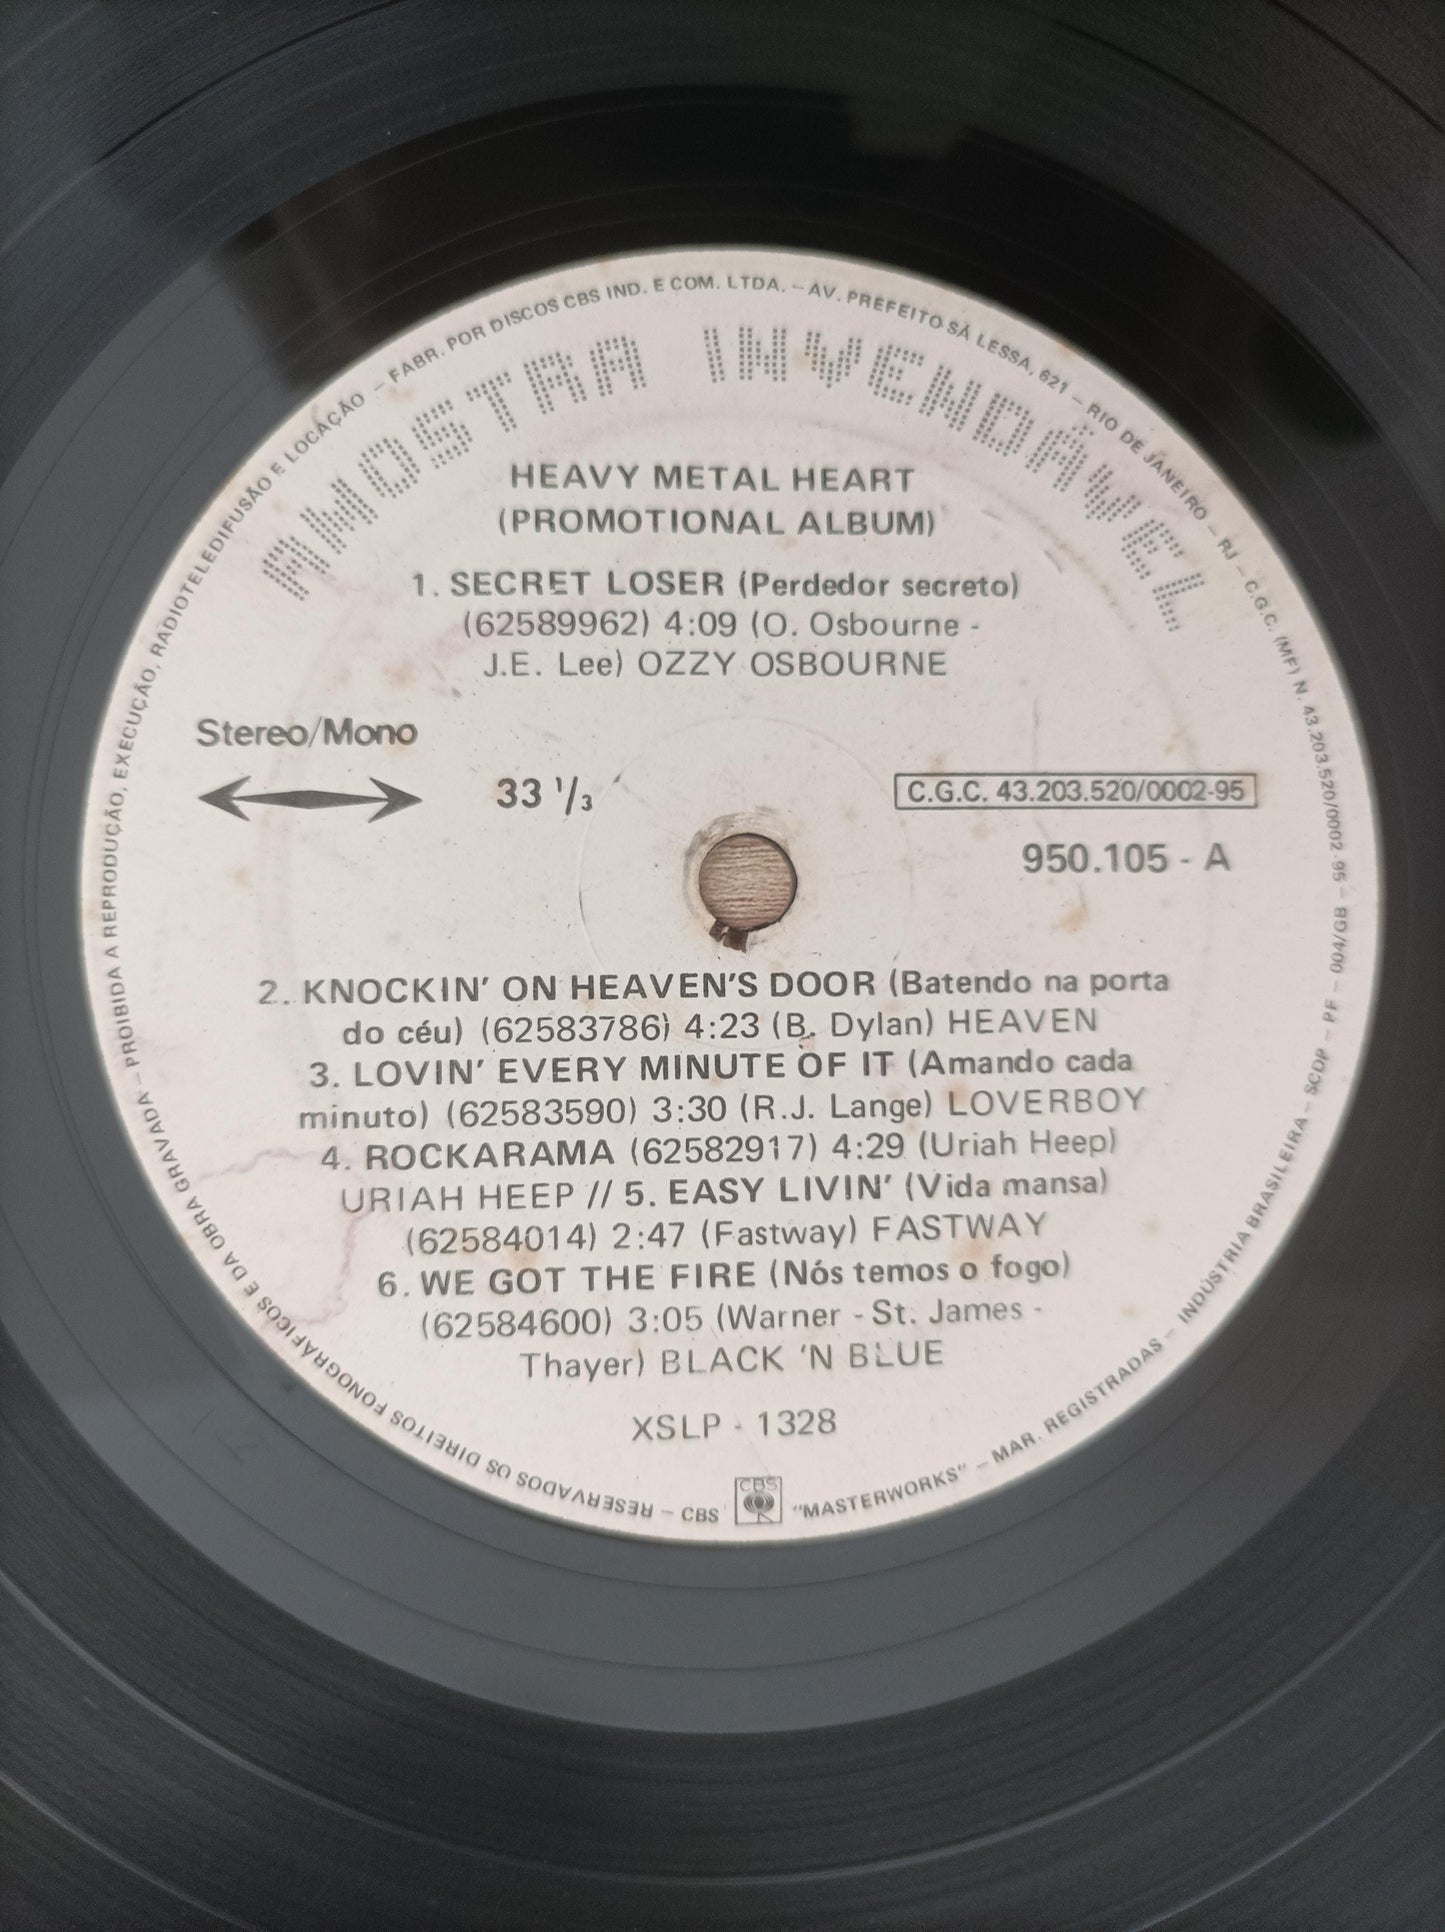 FABR. POR DISCOS CBS IND. E COM. LTDA. – AV. PREFEITO SÁ LESSA, 621 – RIO DE JANEIRO – RJ – C.G.C. (MF) N. 43.203.520/0002-95 – 004/GB – PF – SCDP – INDÚSTRIA BRASILEIRA – MAR. REGISTRADAS – "MASTERWORKS" CBS CBS – RESERVADOS OS DIREITOS FONOGRÁFICOS E DA OBRA GRAVADA – PROIBIDA A REPRODUÇÃO, EXECUÇÃO, RADIOTELEDIFUSÃO E LOCAÇÃO –
AMOSTRA INVENDÁVEL
HEAVY METAL HEART
(PROMOTIONAL ALBUM)
1. SECRET LOSER (Perdedor secreto)
(62589962) 4:09 (O. Osbourne -
J.E. Lee) OZZY OSBOURNE
Stereo/Mono
33 1/3
C.G.C. 43.203.520/0002-95
950.105 - A
2. KNOCKIN' ON HEAVEN'S DOOR (Batendo na porta
do céu) (62583786) 4:23 (B. Dylan) HEAVEN
3. LOVIN' EVERY MINUTE OF IT (Amando cada
minuto) (62583590) 3:30 (R.J. Lange) LOVERBOY
4. ROCKARAMA (62582917) 4:29 (Uriah Heep)
URIAH HEEP // 5. EASY LIVIN' (Vida mansa)
(62584014) 2:47 (Fastway) FASTWAY
6. WE GOT THE FIRE (Nós temos o fogo)
(62584600) 3:05 (Warner - St. James -
Thayer) BLACK 'N BLUE
XSLP - 1328